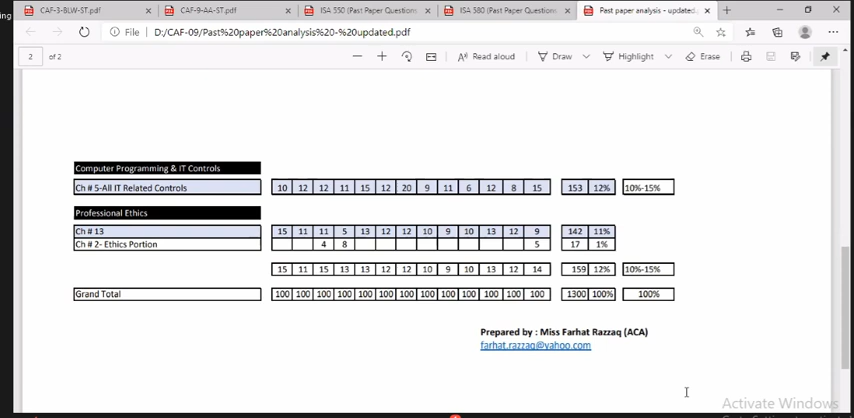 CAF-3-BLW-ST.pdf
CAF-9-AA-ST.pdf
ISA 550 (Past Paper Questions
ISA 580 (Past Paper Questions
Past paper analysis - updated.
ing
File D:/CAF-09/Past%20paper%20analysis%20-%20updated.pdf
2 of 2
Read aloud Draw Highlight Erase
Computer Programming & IT Controls
Ch # 5-All IT Related Controls 10 12 12 11 15 12 20 9 11 6 12 8 15 153 12% 10%-15%
Professional Ethics
Ch # 13 15 11 11 5 13 12 12 10 9 10 13 12 9 142 11%
Ch # 2- Ethics Portion 4 8 5 17 1%
15 11 15 13 13 12 12 10 9 10 13 12 14 159 12% 10%-15%
Grand Total 100 100 100 100 100 100 100 100 100 100 100 100 100 1300 100% 100%
Prepared by : Miss Farhat Razzaq (ACA)
farhat.razzaq@yahoo.com
Activate Windows